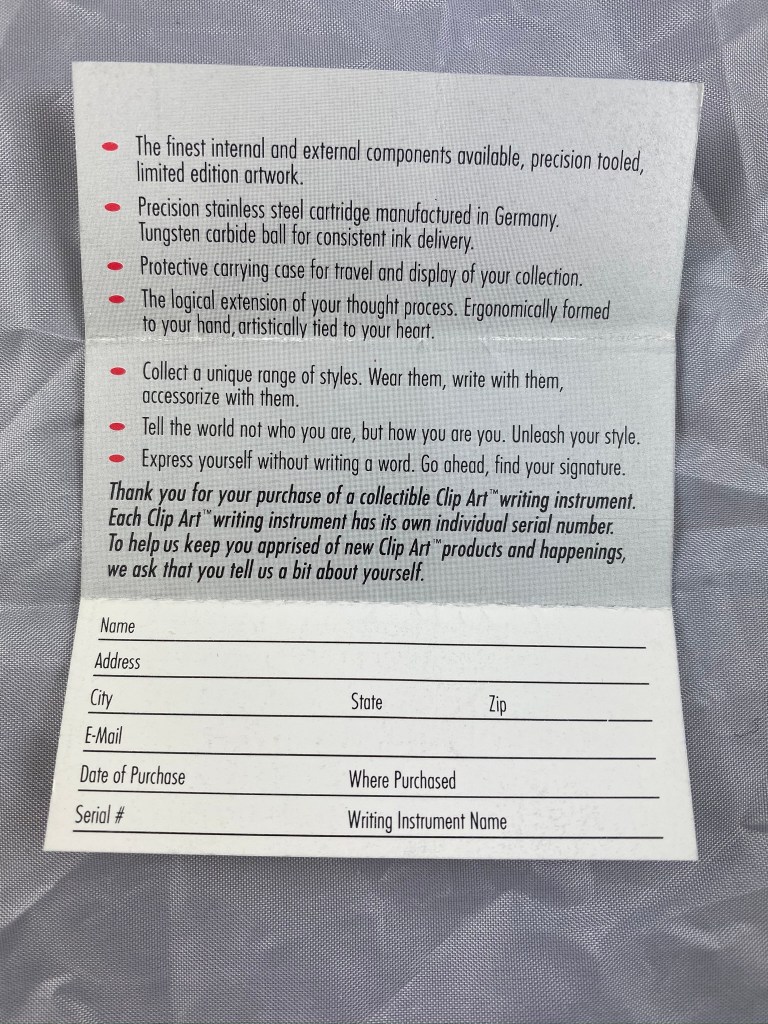 The finest internal and external components available, precision tooled,
limited edition artwork.
Precision stainless steel cartridge manufactured in Germany.
Tungsten carbide ball for consistent ink delivery.
Protective carrying case for travel and display of your collection.
The logical extension of your thought process. Ergonomically formed
to your hand, artistically tied to your heart.
Collect a unique range of styles. Wear them, write with them,
accessorize with them.
Tell the world not who you are, but how you are you. Unleash your style.
Express yourself without writing a word. Go ahead, find your signature.
Thank you for your purchase of a collectible Clip Art™ writing instrument.
Each Clip Art™ writing instrument has its own individual serial number.
To help us keep you apprised of new Clip Art™ products and happenings,
we ask that you tell us a bit about yourself.
Name
Address
City State Zip
E-Mail
Date of Purchase Where Purchased
Serial # Writing Instrument Name